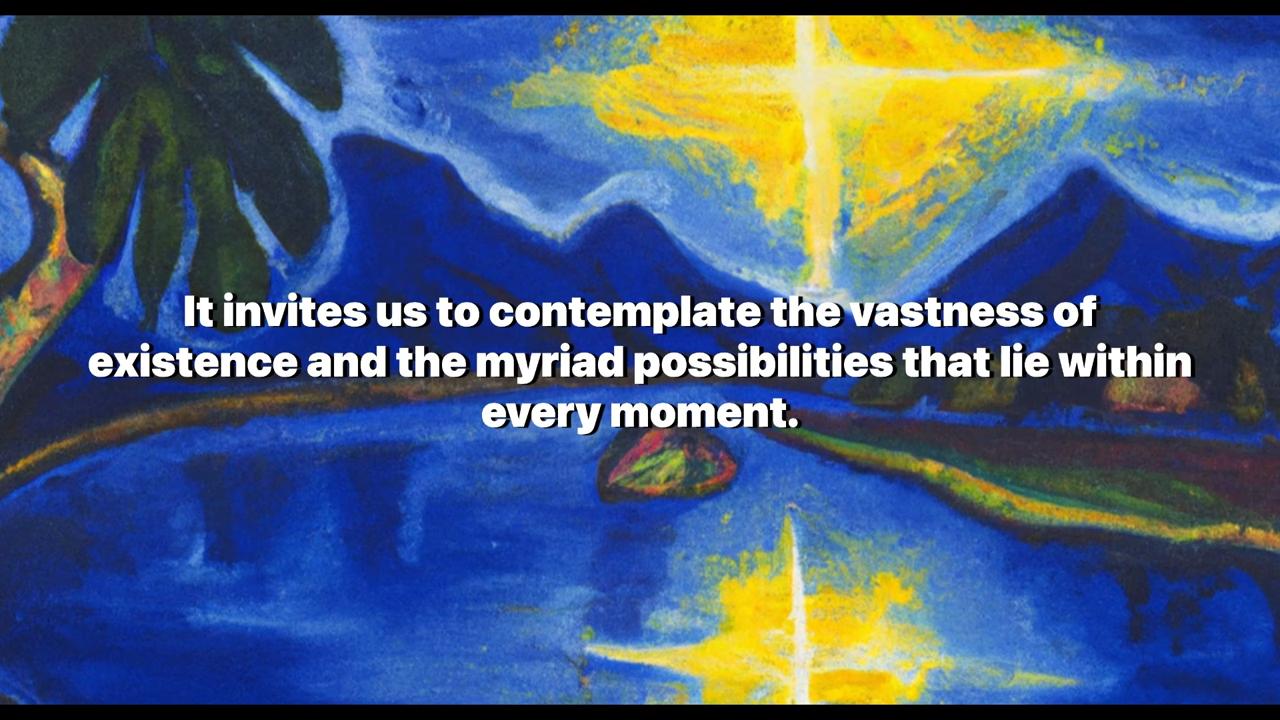 It invites us to contemplate the vastness of
existence and the myriad possibilities that lie within
every moment.